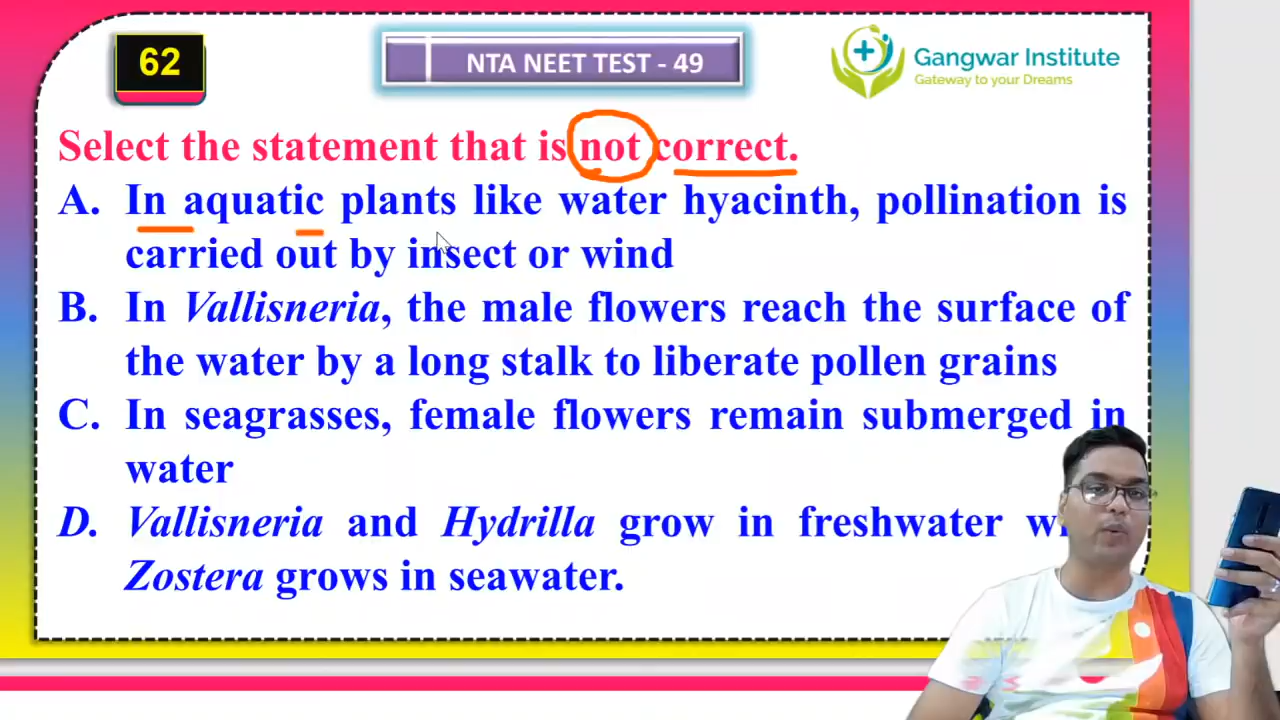 62
NTA NEET TEST - 49
Gangwar Institute
Gateway to your Dreams
Select the statement that is not correct.
A. In aquatic plants like water hyacinth, pollination is
carried out by insect or wind
B. In Vallisneria, the male flowers reach the surface of
the water by a long stalk to liberate pollen grains
C. In seagrasses, female flowers remain submerged in
water
D. Vallisneria and Hydrilla grow in freshwater
Zostera grows in seawater.